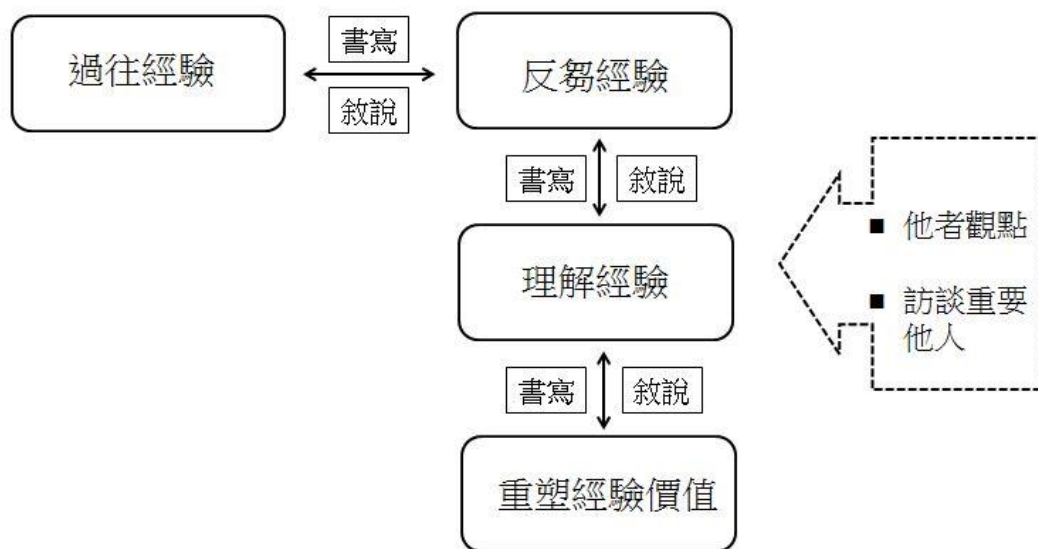 過往經驗
書寫
敘說
反芻經驗
書寫
敘說
理解經驗
■ 他者觀點
■ 訪談重要
他人
書寫
敘說
重塑經驗價值